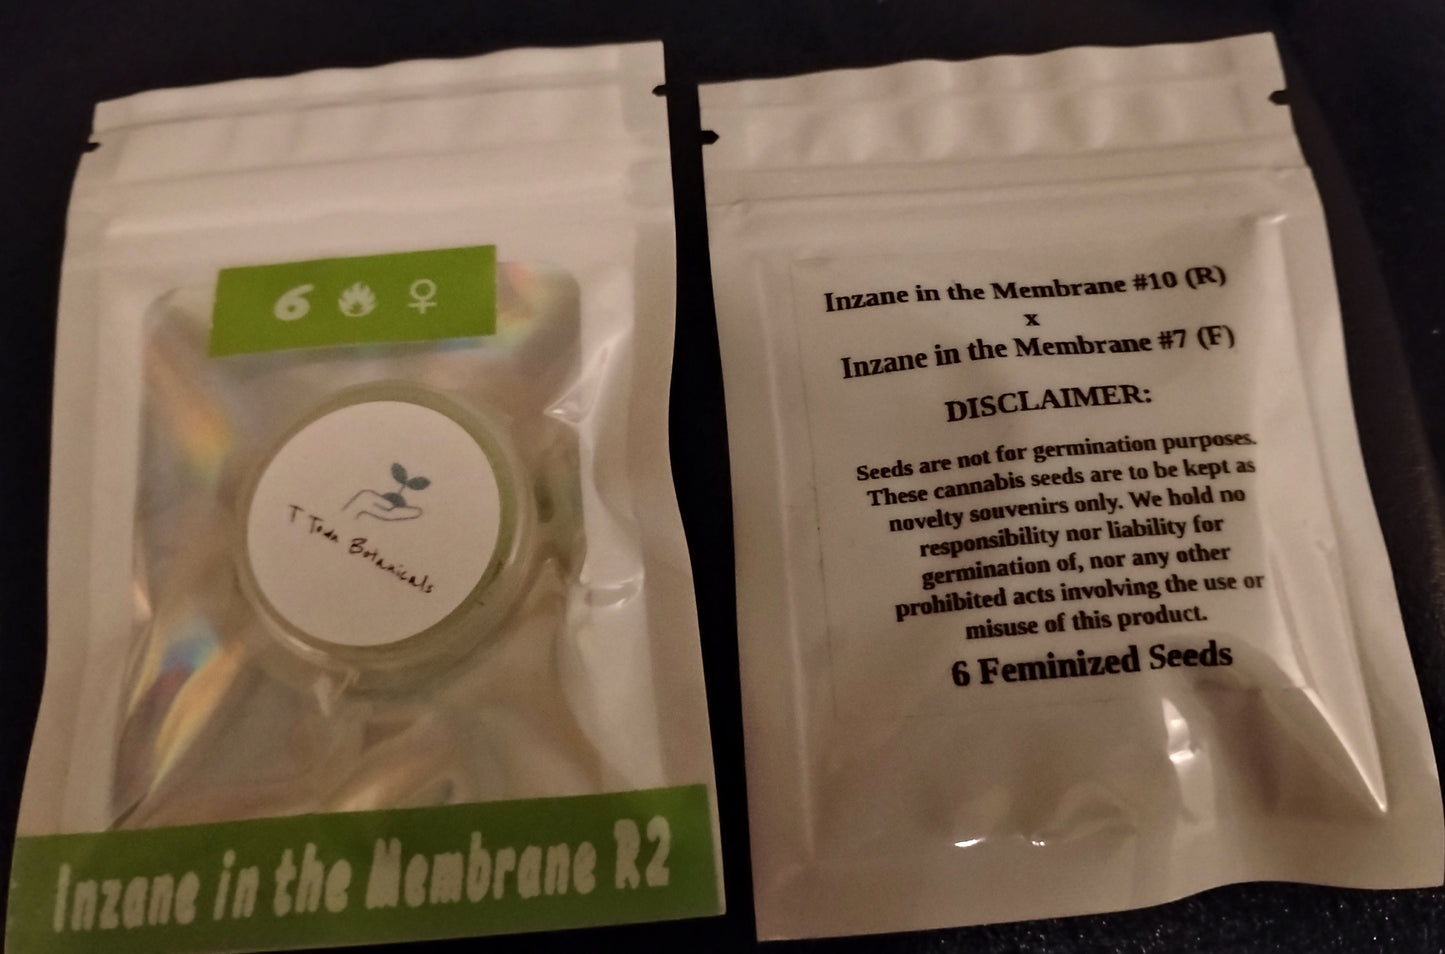 6
T Todn Botanicals
Inzane in the Membrane R2
Inzane in the Membrane #10 (R)
x
Inzane in the Membrane #7 (F)
DISCLAIMER:
Seeds are not for germination purposes.
These cannabis seeds are to be kept as
novelty souvenirs only. We hold no
responsibility nor liability for
germination of, nor any other
prohibited acts involving the use or
misuse of this product.
6 Feminized Seeds